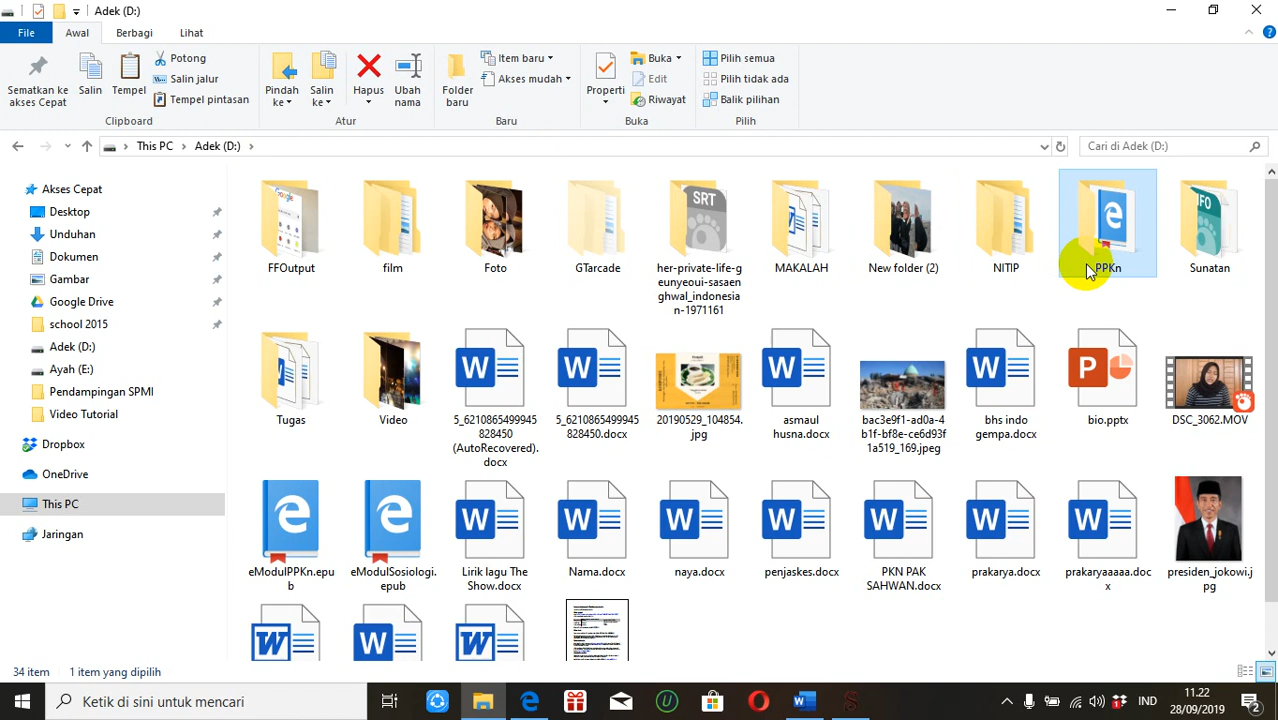 Adek (D:)
File Awal Berbagi Lihat
Sematkan ke akses Cepat
Salin
Tempel
Potong
Salin jalur
Tempel pintasan
Clipboard
Pindah ke
Salin ke
Hapus
Ubah nama
Atur
Folder baru
Item baru
Akses mudah
Baru
Properti
Buka
Edit
Riwayat
Buka
Pilih semua
Pilih tidak ada
Balik pilihan
Pilih
This PC > Adek (D:) >
Cari di Adek (D:)
Akses Cepat
Desktop
Unduhan
Dokumen
Gambar
Google Drive
school 2015
Adek (D:)
Ayah (E:)
Pendampingan SPMI
Video Tutorial
Dropbox
OneDrive
This PC
Jaringan
FFOutput
film
Foto
GTarcade
SRT
her-private-life-g
eunyeoui-sasaen
ghwal_indonesia
n-1971161
MAKALAH
New folder (2)
NITIP
PPKn
Sunatan
Tugas
Video
5_6210865499945
828450
(AutoRecovered).
docx
5_6210865499945
828450.docx
20190529_104854.
jpg
asmaul
husna.docx
bac3e9f1-ad0a-4
b1f-bf8e-ce6d93f
1a519_169.jpeg
bhs indo
gempa.docx
bio.pptx
DSC_3062.MOV
eModulPPKn.epu
b
eModulSosiologi.
epub
Lirik lagu The
Show.docx
Nama.docx
naya.docx
penjaskes.docx
PKN PAK
SAHWAN.docx
prakarya.docx
prakaryaaaaa.doc
x
presiden_jokowi.j
pg
34 item 1 item yang dipilih
Ketik di sini untuk mencari
IND
11.22
28/09/2019
2